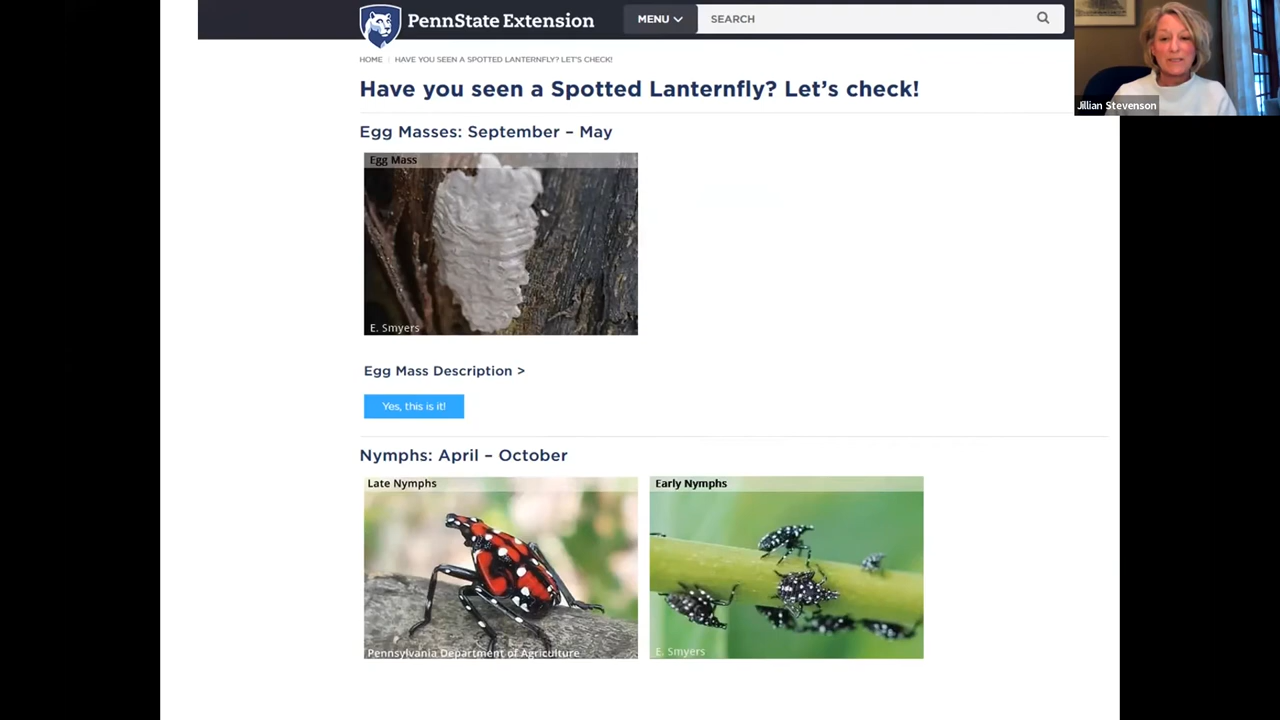 PennState Extension
MENU
SEARCH
HOME | HAVE YOU SEEN A SPOTTED LANTERNFLY? LET'S CHECK!
Jillian Stevenson
Have you seen a Spotted Lanternfly? Let's check!
Egg Masses: September – May
Egg Mass
E. Smyers
Egg Mass Description >
Yes, this is it!
Nymphs: April – October
Late Nymphs
Early Nymphs
Pennsylvania Department of Agriculture
E. Smyers